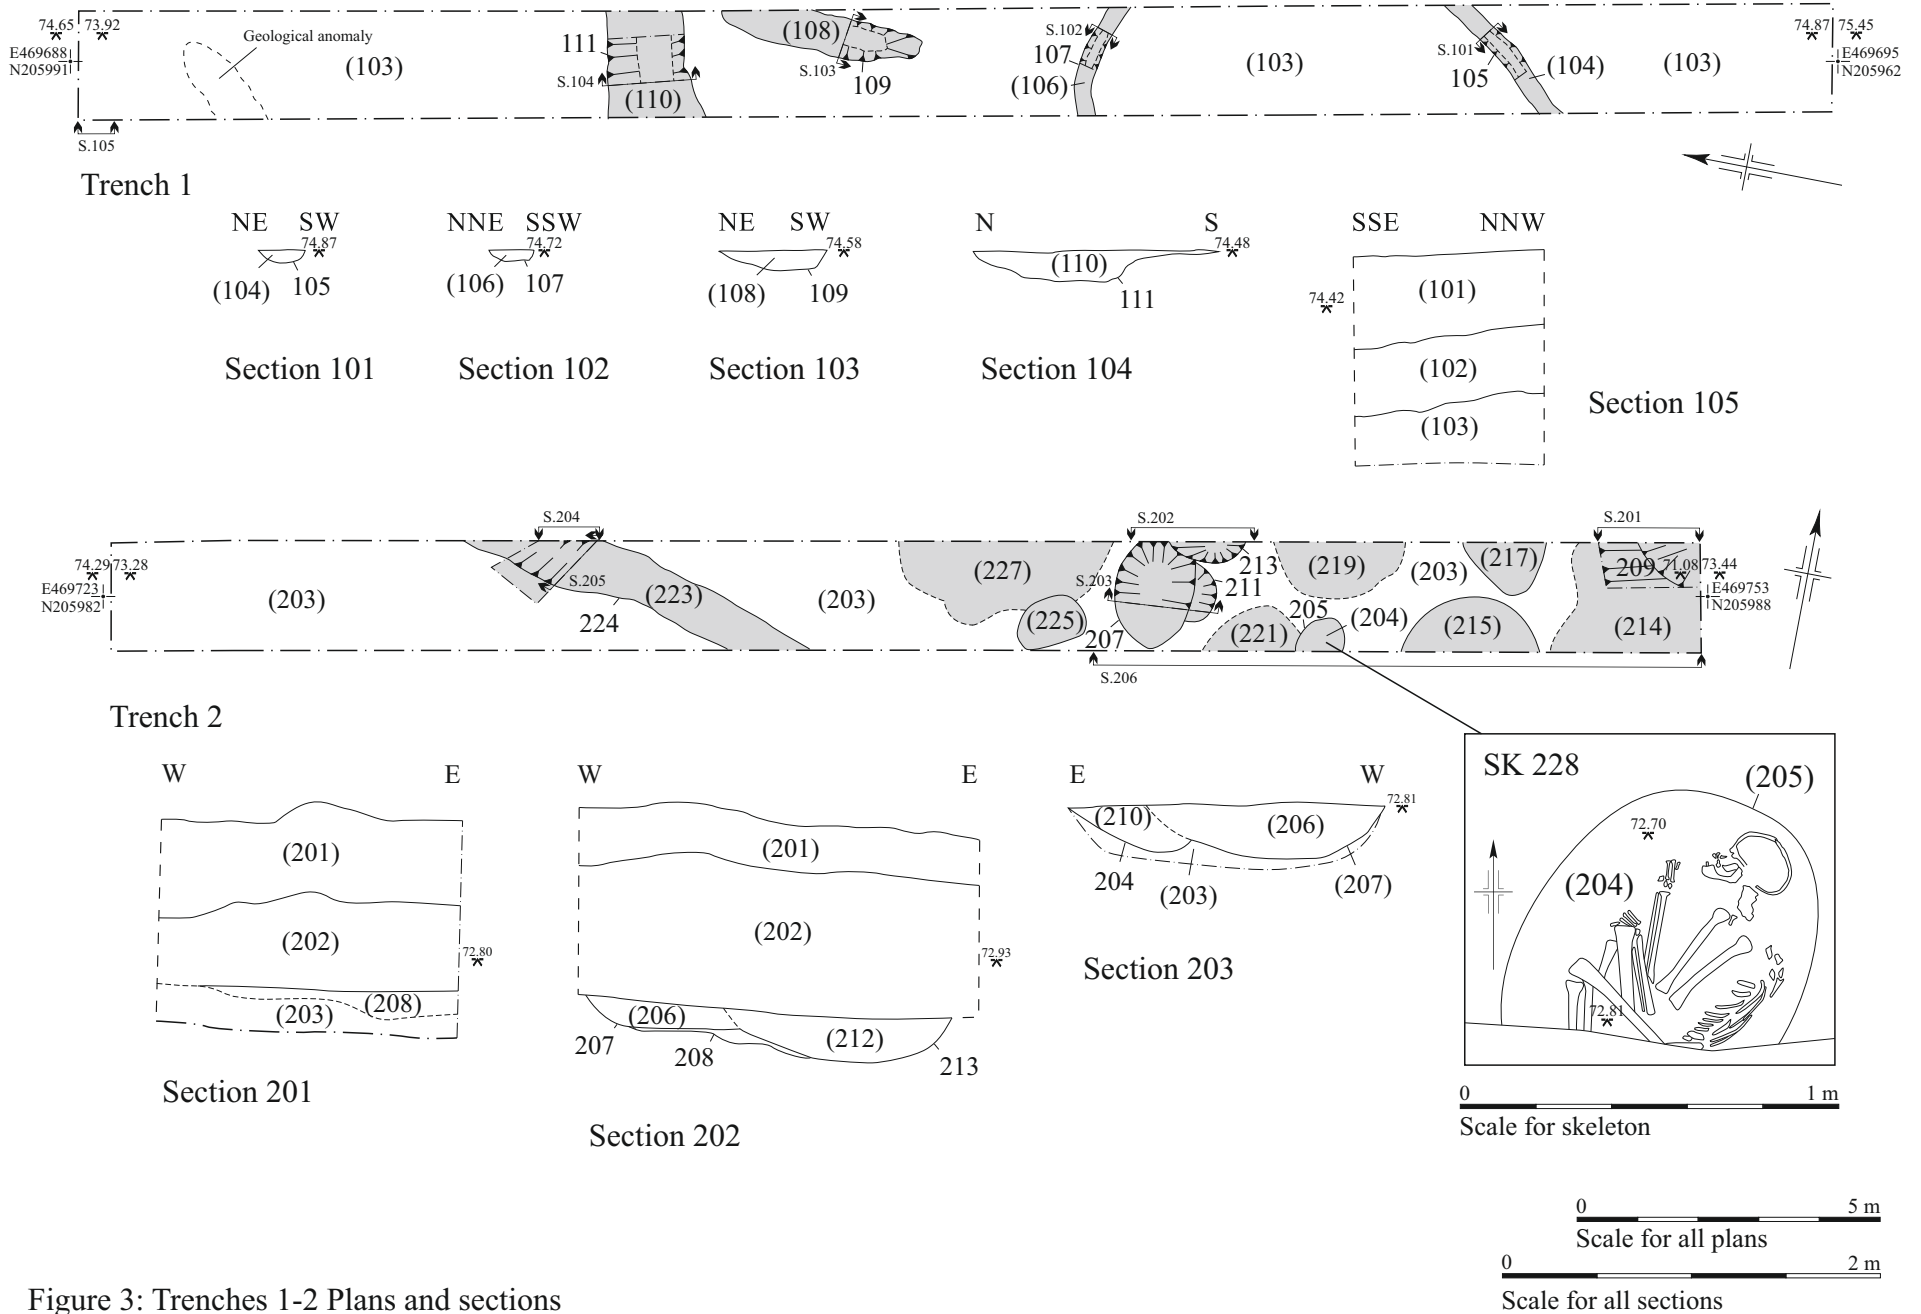 74.65 73.92
E469688
N205991
Geological anomaly
(103)
111
S.104
(110)
(108)
S.103
109
S.102
107
(106)
(103)
S.101
105
(104)
(103)
74.87 75.45
E469695
N205962
S.105
Trench 1
NE SW
74.87
(104) 105
Section 101
NNE SSW
74.72
(106) 107
Section 102
NE SW
74.58
(108) 109
Section 103
N S
74.48
(110)
111
Section 104
SSE NNW
74.42
(101)
(102)
(103)
Section 105
74.29 73.28
E469723
N205982
(203)
S.204
S.205
(223)
224
(203)
(227)
(225)
S.202
S.203
207
213
211
(219)
(221)
205
(204)
(203)
(217)
(215)
S.201
209
71.08 73.44
(214)
E469753
N205988
S.206
Trench 2
W E
(201)
(202)
72.80
(208)
(203)
Section 201
W E
(201)
(202)
72.93
(206)
(212)
207
208
213
Section 202
E W
72.81
(210)
(206)
204
(203)
(207)
Section 203
SK 228
(205)
72.70
(204)
72.81
0 1 m
Scale for skeleton
0 5 m
Scale for all plans
0 2 m
Scale for all sections
Figure 3: Trenches 1-2 Plans and sections